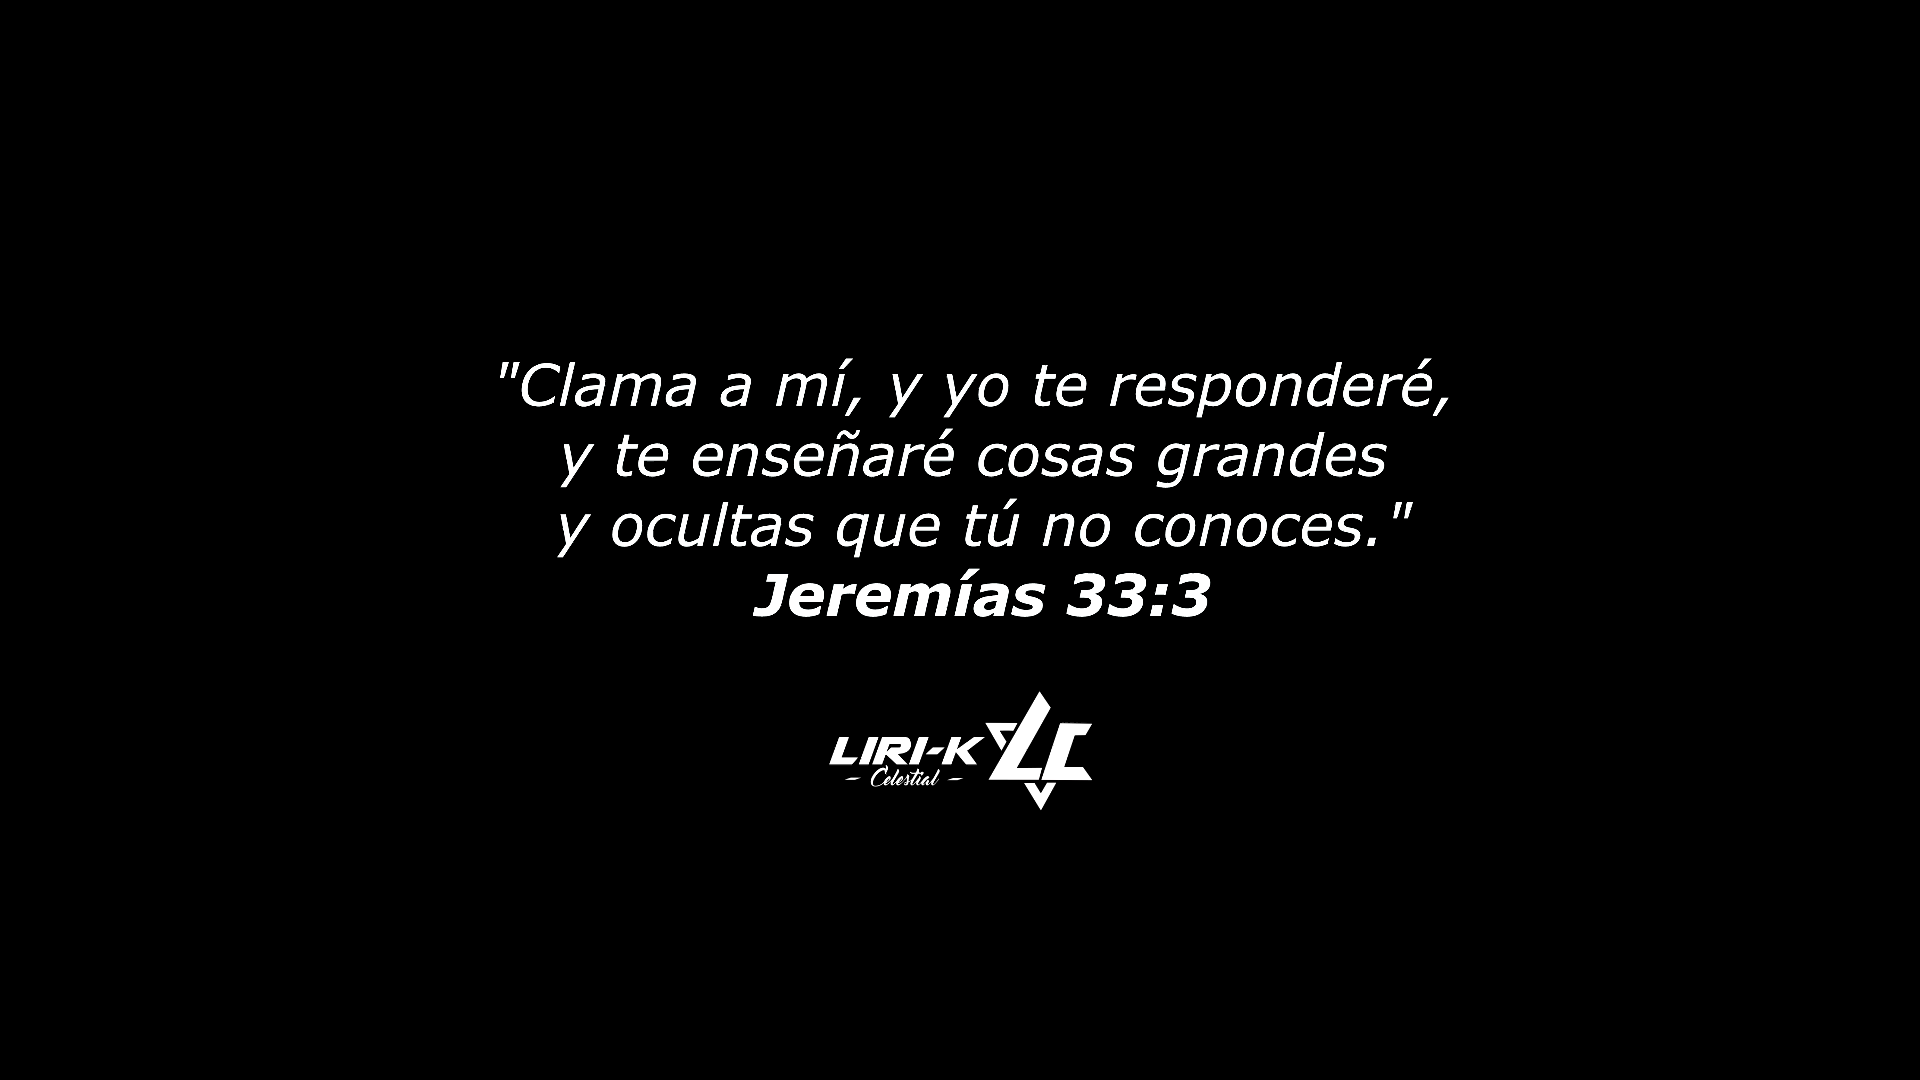 "Clama a mí, y yo te responderé,
y te enseñaré cosas grandes
y ocultas que tú no conoces."
Jeremías 33:3
LIRI-K LC
- Celestial -